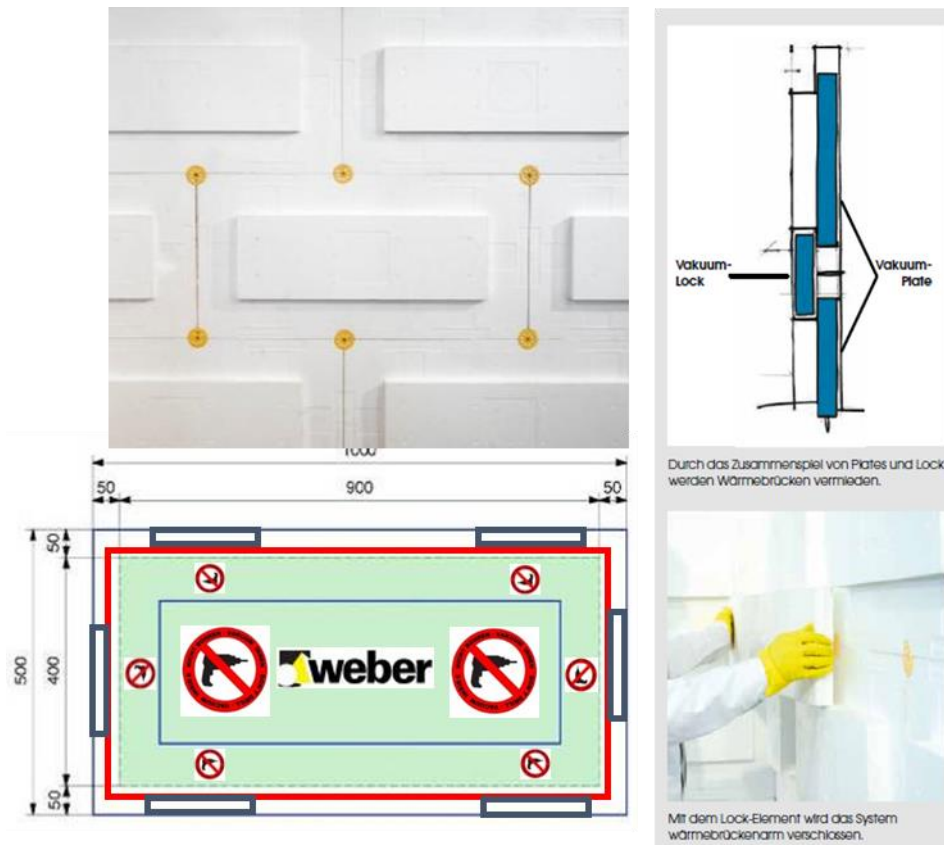 1000
50
900
50
50
500
400
50
weber
Vakuum-
Lock
Vakuum-
Plate
Durch das Zusammenspiel von Plates und Lock
werden Wärmebrücken vermieden.
Mit dem Lock-Element wird das System
wärmebrückenarm verschlossen.